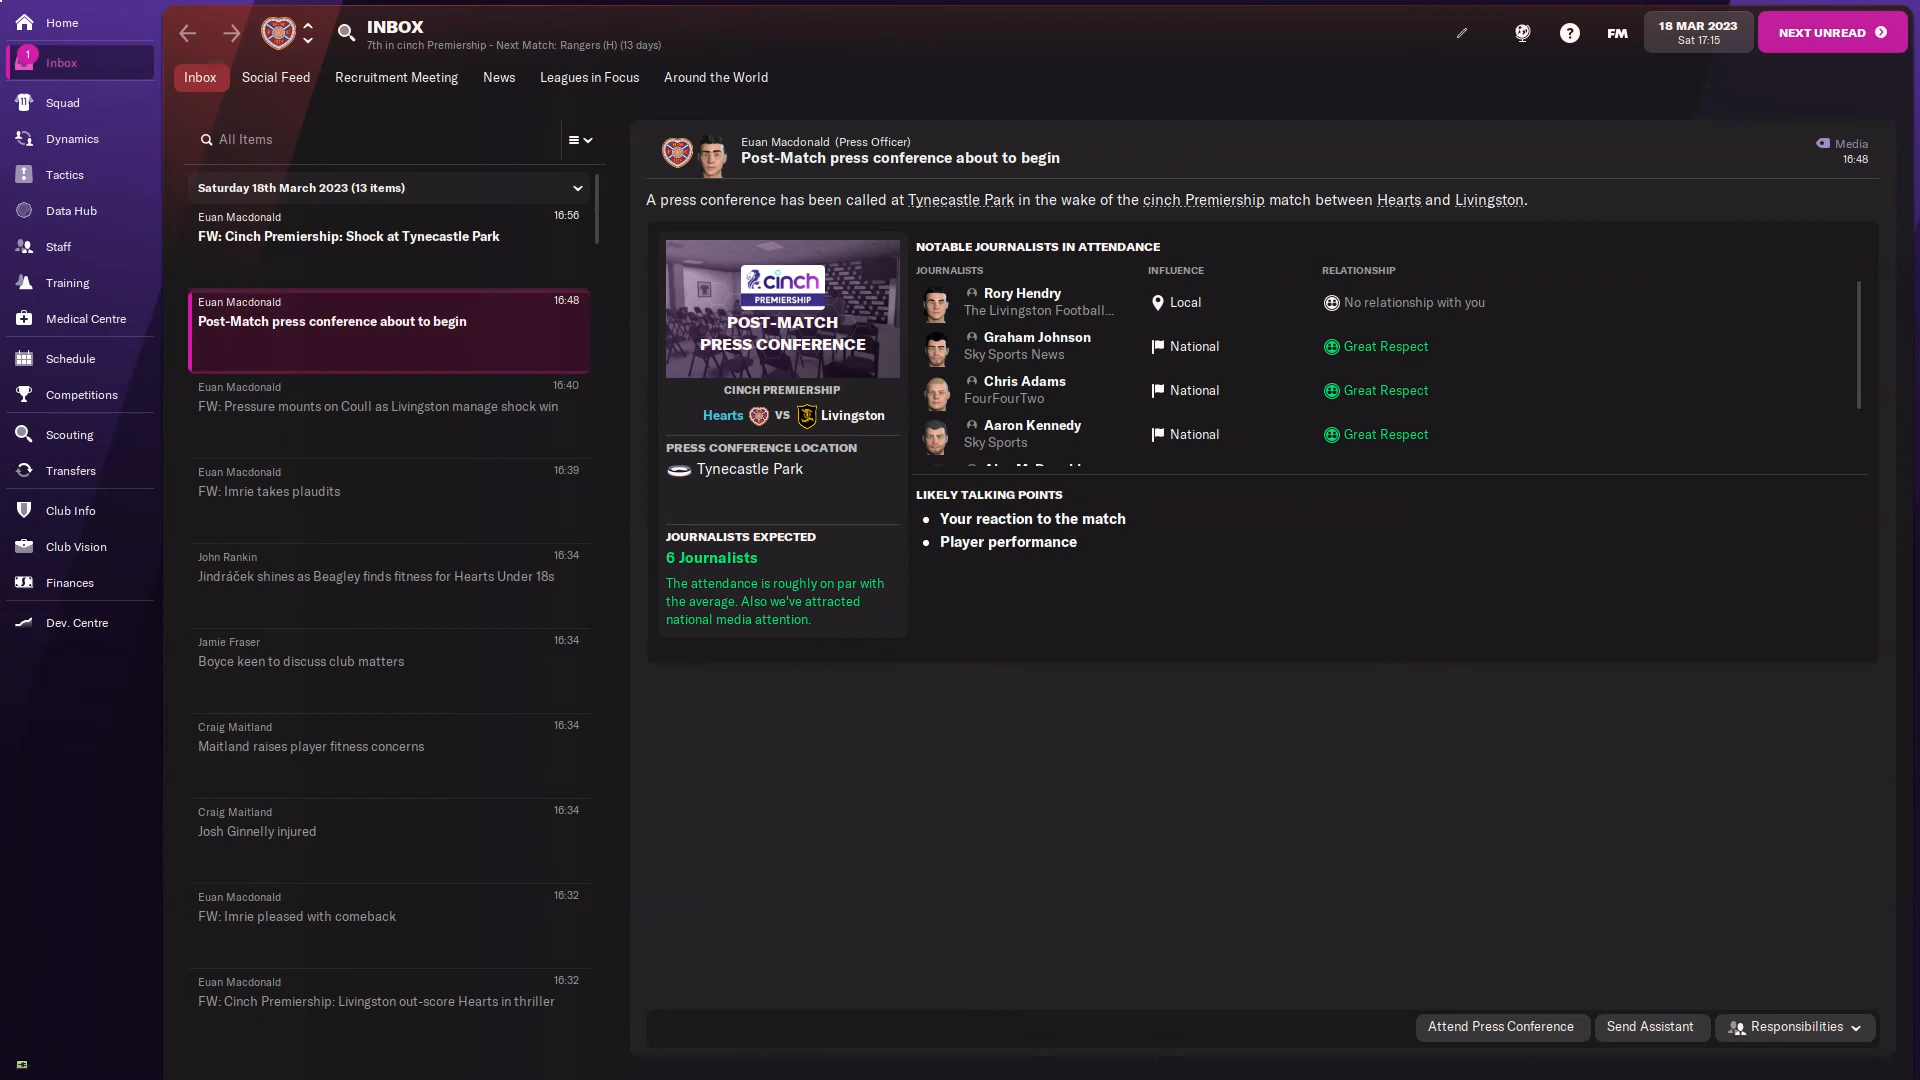 Home
1
Inbox
Squad
Dynamics
Tactics
Data Hub
Staff
Training
Medical Centre
Schedule
Competitions
Scouting
Transfers
Club Info
Club Vision
Finances
Dev. Centre
INBOX
7th in cinch Premiership - Next Match: Rangers (H) (13 days)
FM
18 MAR 2023
Sat 17:15
NEXT UNREAD
Inbox
Social Feed
Recruitment Meeting
News
Leagues in Focus
Around the World
All Items
Saturday 18th March 2023 (13 items)
Euan Macdonald 16:56
FW: Cinch Premiership: Shock at Tynecastle Park
Euan Macdonald 16:48
Post-Match press conference about to begin
Euan Macdonald 16:40
FW: Pressure mounts on Coull as Livingston manage shock win
Euan Macdonald 16:39
FW: Imrie takes plaudits
John Rankin 16:34
Jindráček shines as Beagley finds fitness for Hearts Under 18s
Jamie Fraser 16:34
Boyce keen to discuss club matters
Craig Maitland 16:34
Maitland raises player fitness concerns
Craig Maitland 16:34
Josh Ginnelly injured
Euan Macdonald 16:32
FW: Imrie pleased with comeback
Euan Macdonald 16:32
FW: Cinch Premiership: Livingston out-score Hearts in thriller
Euan Macdonald (Press Officer)
Post-Match press conference about to begin
Media
16:48
A press conference has been called at Tynecastle Park in the wake of the cinch Premiership match between Hearts and Livingston.
cinch
PREMIERSHIP
POST-MATCH
PRESS CONFERENCE
CINCH PREMIERSHIP
Hearts VS Livingston
PRESS CONFERENCE LOCATION
Tynecastle Park
JOURNALISTS EXPECTED
6 Journalists
The attendance is roughly on par with
the average. Also we've attracted
national media attention.
NOTABLE JOURNALISTS IN ATTENDANCE
JOURNALISTS INFLUENCE RELATIONSHIP
Rory Hendry
The Livingston Football...
Local
No relationship with you
Graham Johnson
Sky Sports News
National
Great Respect
Chris Adams
FourFourTwo
National
Great Respect
Aaron Kennedy
Sky Sports
National
Great Respect
LIKELY TALKING POINTS
• Your reaction to the match
• Player performance
Attend Press Conference
Send Assistant
Responsibilities